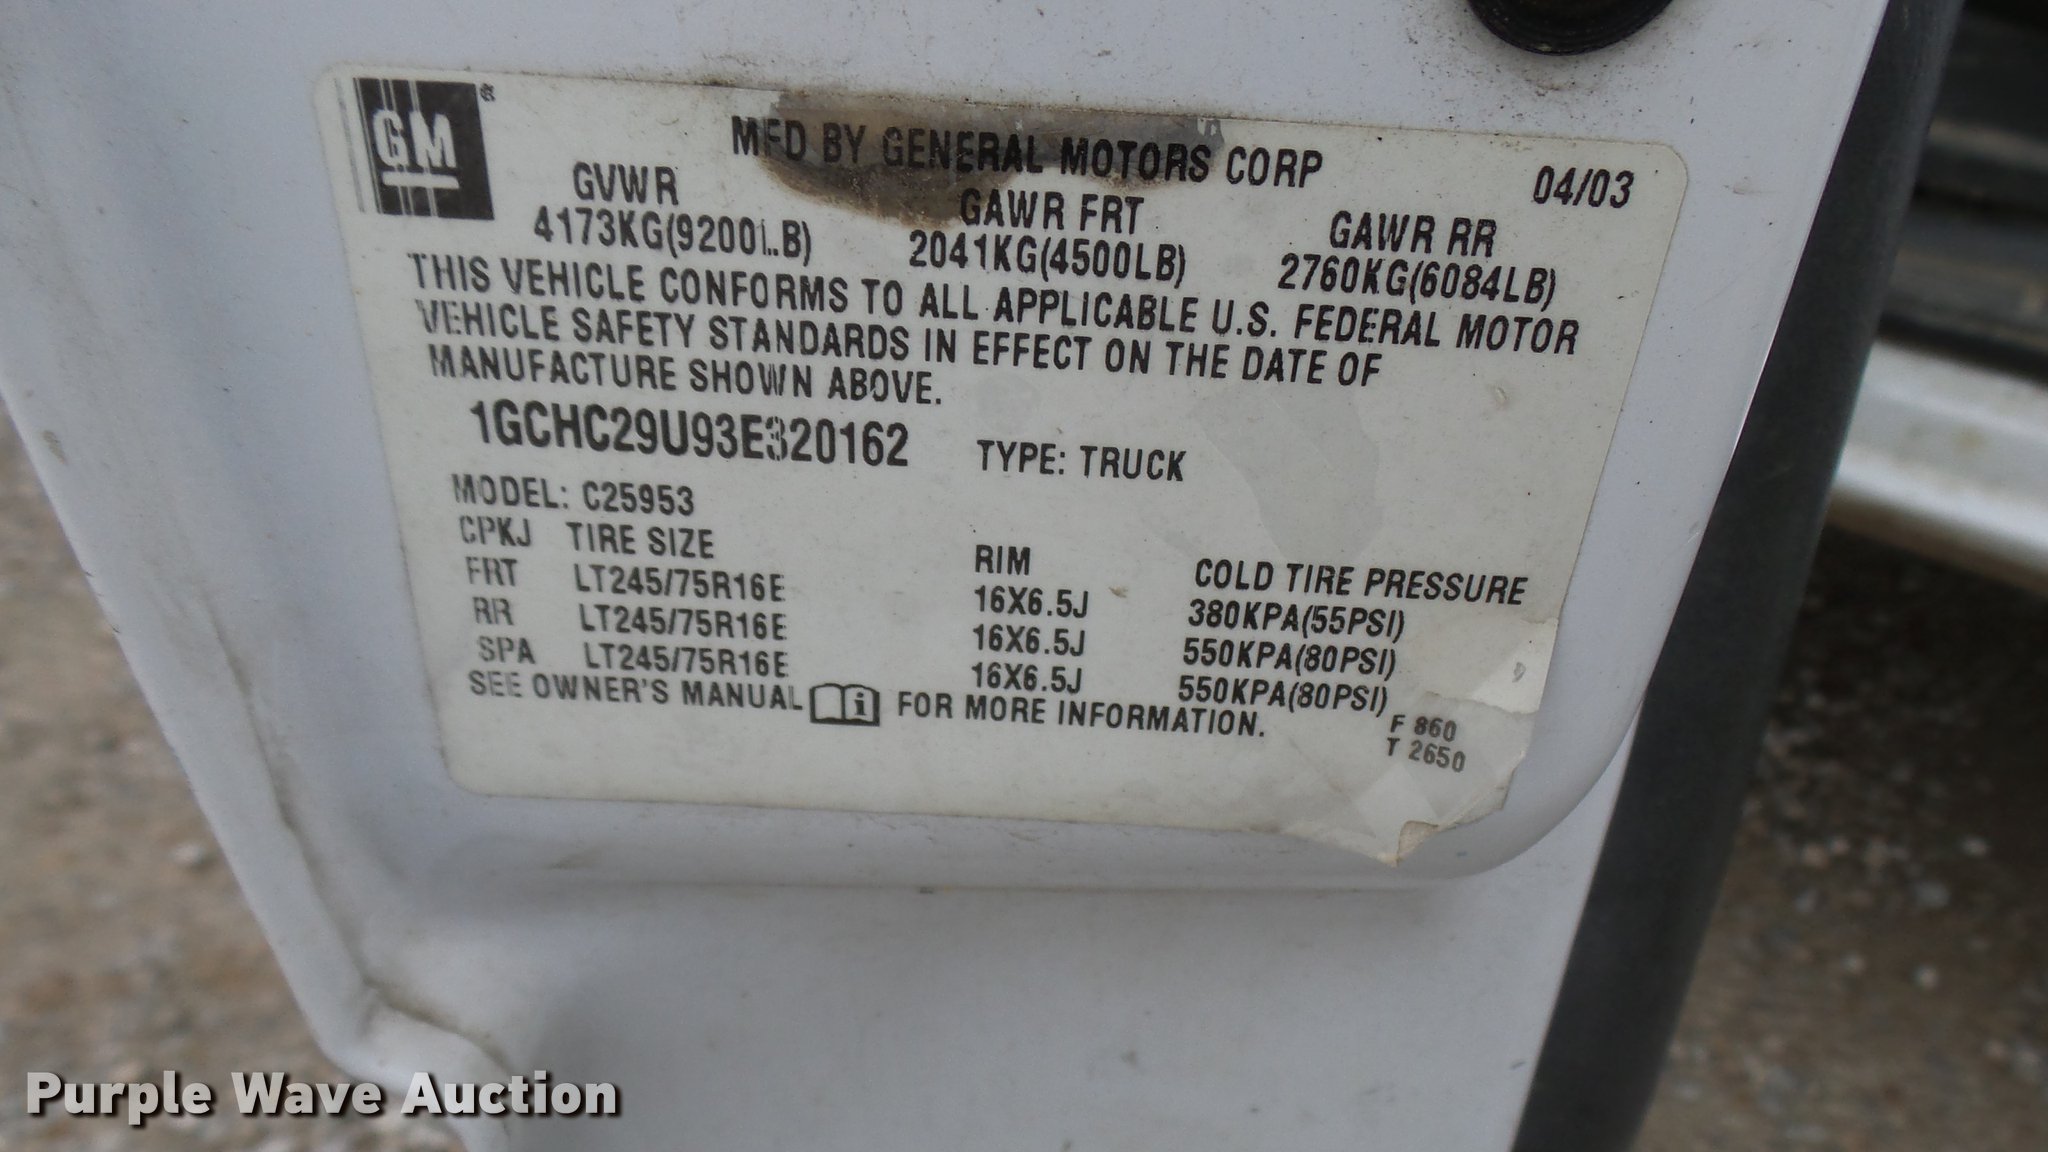 GM
MFD BY GENERAL MOTORS CORP 04/03
GVWR GAWR FRT GAWR RR
4173KG(9200LB) 2041KG(4500LB) 2760KG(6084LB)
THIS VEHICLE CONFORMS TO ALL APPLICABLE U.S. FEDERAL MOTOR
VEHICLE SAFETY STANDARDS IN EFFECT ON THE DATE OF
MANUFACTURE SHOWN ABOVE.
1GCHC29U93E320162 TYPE: TRUCK
MODEL: C25953
CPKJ TIRE SIZE RIM COLD TIRE PRESSURE
FRT LT245/75R16E 16X6.5J 380KPA(55PSI)
RR LT245/75R16E 16X6.5J 550KPA(80PSI)
SPA LT245/75R16E 16X6.5J 550KPA(80PSI)
SEE OWNER'S MANUAL i FOR MORE INFORMATION.
F 860
T 2650
Purple Wave Auction